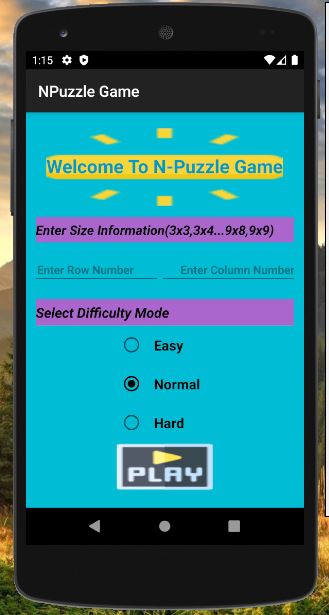 1:15
NPuzzle Game
Welcome To N-Puzzle Game
Enter Size Information(3x3,3x4...9x8,9x9)
Enter Row Number Enter Column Number
Select Difficulty Mode
Easy
Normal
Hard
PLAY